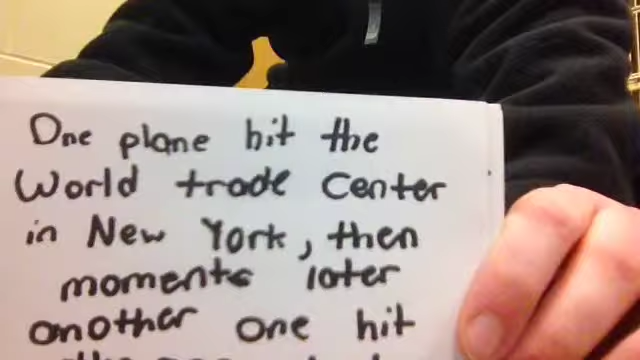 One plane hit the
World trade Center
in New York, then
moments later
another one hit